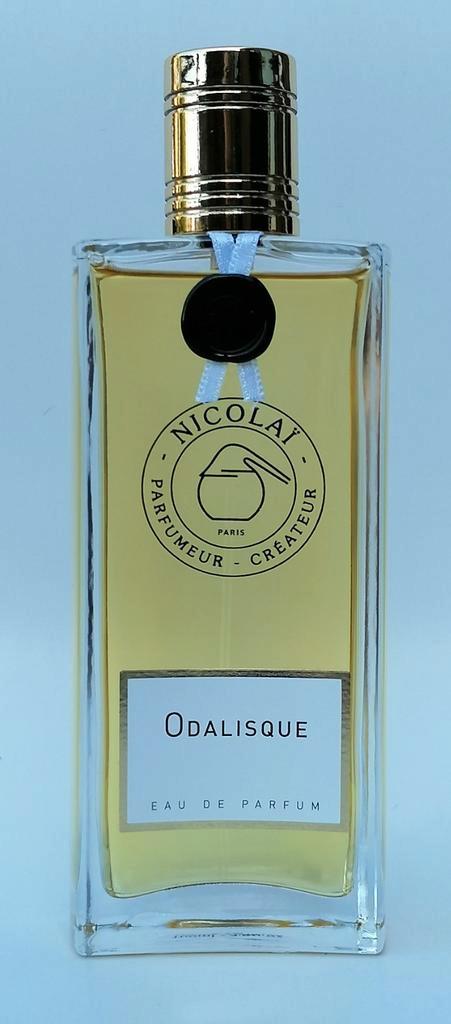 - NICOLAÏ -
PARFUMEUR - CRÉATEUR
PARIS
ODALISQUE
EAU DE PARFUM